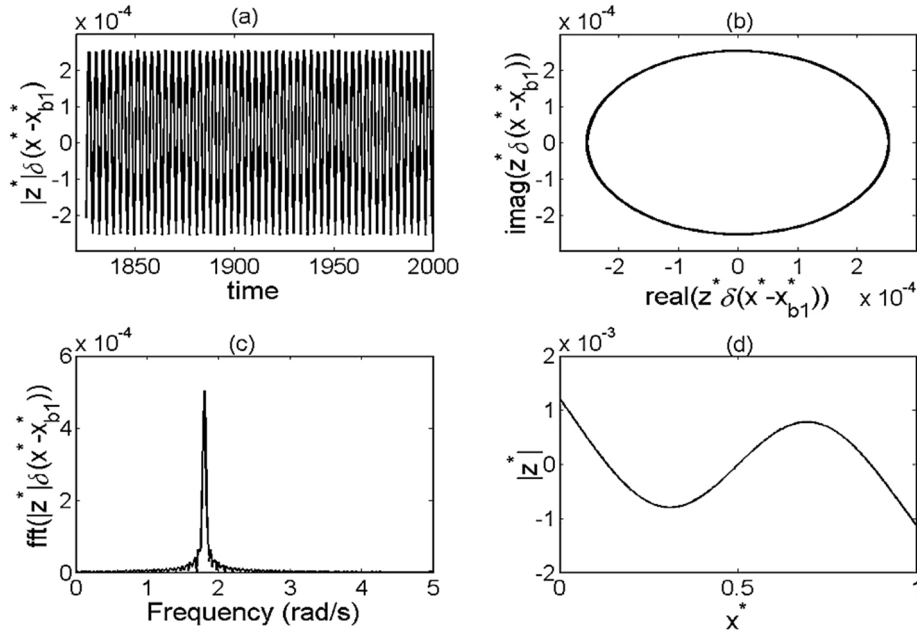 (a)
x 10^-4
|z*|δ(x*-x*b1)
2
1
0
-1
-2
1850 1900 1950 2000
time
(b)
x 10^-4
imag(z*δ(x*-x*b1))
2
1
0
-1
-2
-2 -1 0 1 2
real(z*δ(x*-x*b1)) x 10^-4
(c)
x 10^-4
fft(|z*|δ(x*-x*b1))
6
4
2
0
0 1 2 3 4 5
Frequency (rad/s)
(d)
x 10^-3
|z*|
2
1
0
-1
-2
0 0.5 1
x*